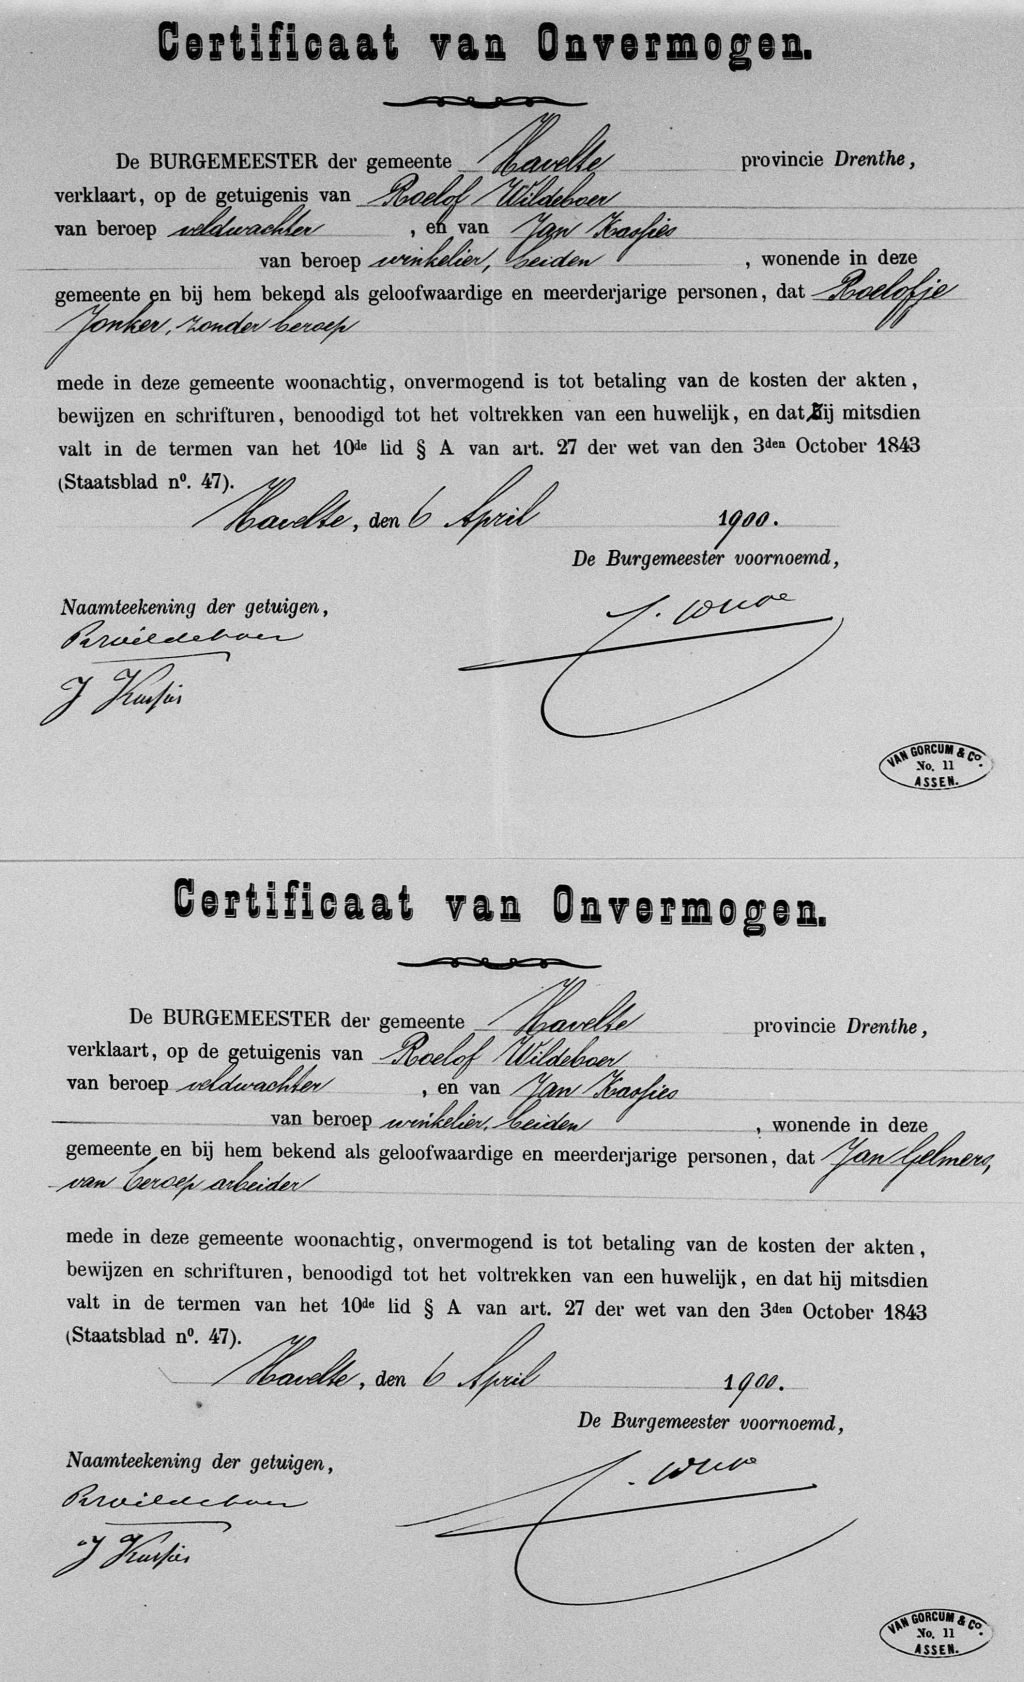 Certificaat van Onvermogen.
De BURGEMEESTER der gemeente Havelte provincie Drenthe,
verklaart, op de getuigenis van Roelof Wildeboer
van beroep veldwachter, en van Jan Kassies
van beroep winkelier, beiden, wonende in deze
gemeente en bij hem bekend als geloofwaardige en meerderjarige personen, dat Roelofje
Jonker, zonder beroep
mede in deze gemeente woonachtig, onvermogend is tot betaling van de kosten der akten,
bewijzen en schrifturen, benoodigd tot het voltrekken van een huwelijk, en dat zij mitsdien
valt in de termen van het 10de lid § A van art. 27 der wet van den 3den October 1843
(Staatsblad no. 47).
Havelte, den 6 April 1900.
De Burgemeester voornoemd,
Naamteekening der getuigen,
R Wildeboer
J Kassies
VAN GORCUM & Co.
No. 11
ASSEN.
Certificaat van Onvermogen.
De BURGEMEESTER der gemeente Havelte provincie Drenthe,
verklaart, op de getuigenis van Roelof Wildeboer
van beroep veldwachter, en van Jan Kassies
van beroep winkelier, beiden, wonende in deze
gemeente en bij hem bekend als geloofwaardige en meerderjarige personen, dat Jan Gelmers,
van beroep arbeider
mede in deze gemeente woonachtig, onvermogend is tot betaling van de kosten der akten,
bewijzen en schrifturen, benoodigd tot het voltrekken van een huwelijk, en dat hij mitsdien
valt in de termen van het 10de lid § A van art. 27 der wet van den 3den October 1843
(Staatsblad no. 47).
Havelte, den 6 April 1900.
De Burgemeester voornoemd,
Naamteekening der getuigen,
R Wildeboer
J Kassies
VAN GORCUM & Co.
No. 11
ASSEN.